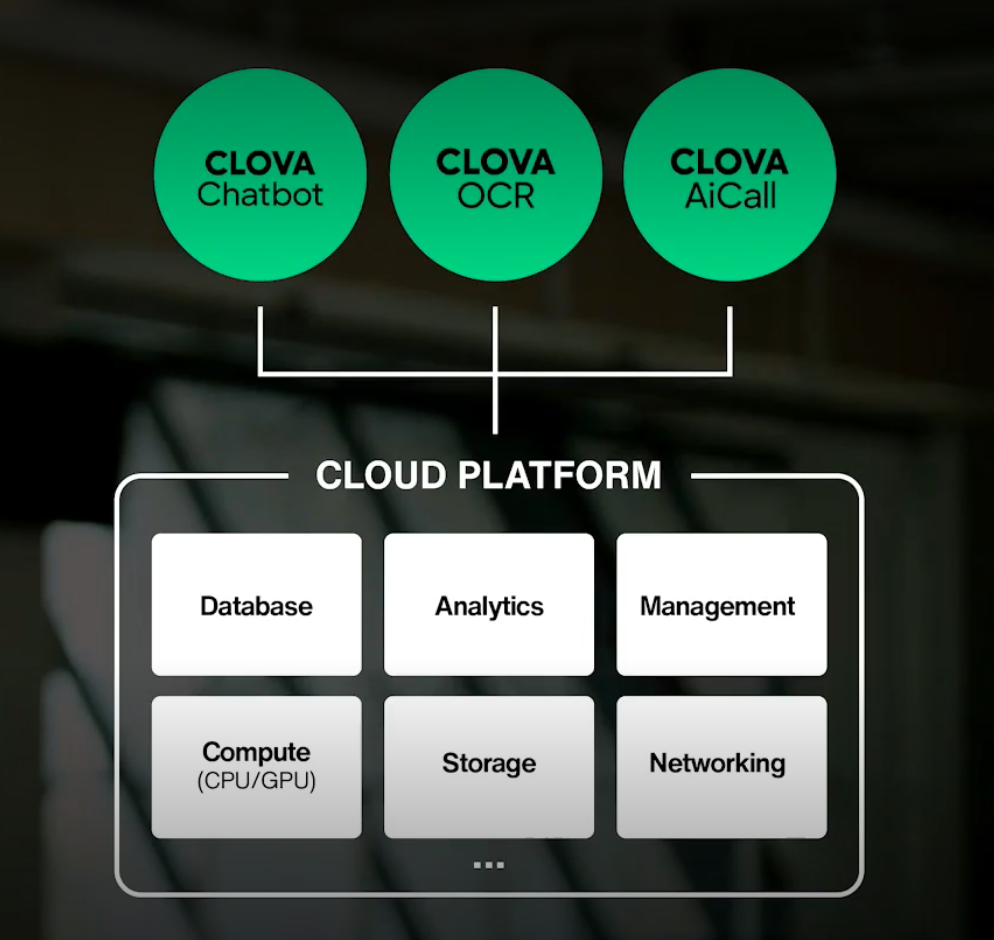 CLOVA
Chatbot
CLOVA
OCR
CLOVA
AiCall
CLOUD PLATFORM
Database
Analytics
Management
Compute
(CPU/GPU)
Storage
Networking
...